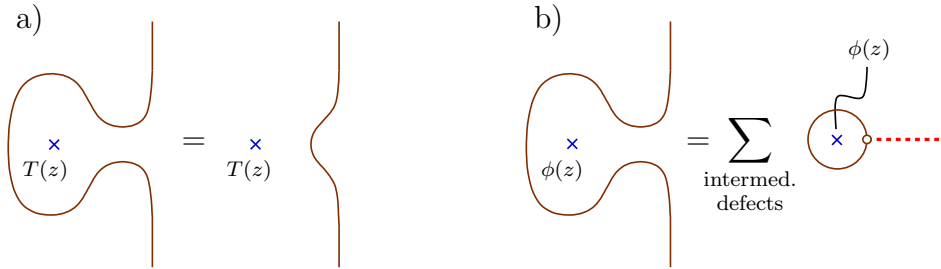 a)
T(z)
=
T(z)
b)
ϕ(z)
= ∑
intermed.
defects
ϕ(z)